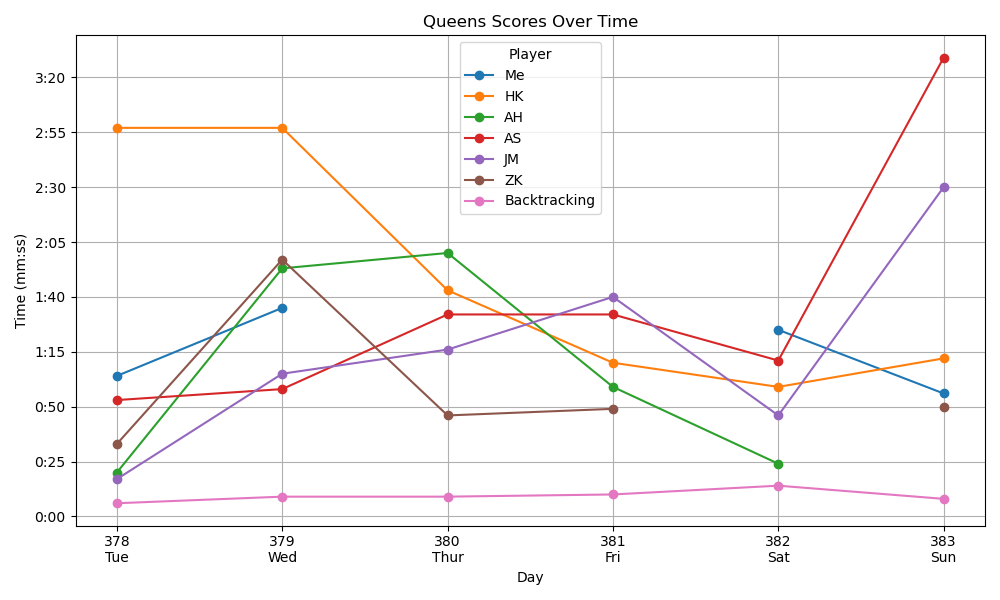 Queens Scores Over Time
Player
Me
HK
AH
AS
JM
ZK
Backtracking
Time (mm:ss)
3:20
2:55
2:30
2:05
1:40
1:15
0:50
0:25
0:00
378 379 380 381 382 383
Tue Wed Thur Fri Sat Sun
Day